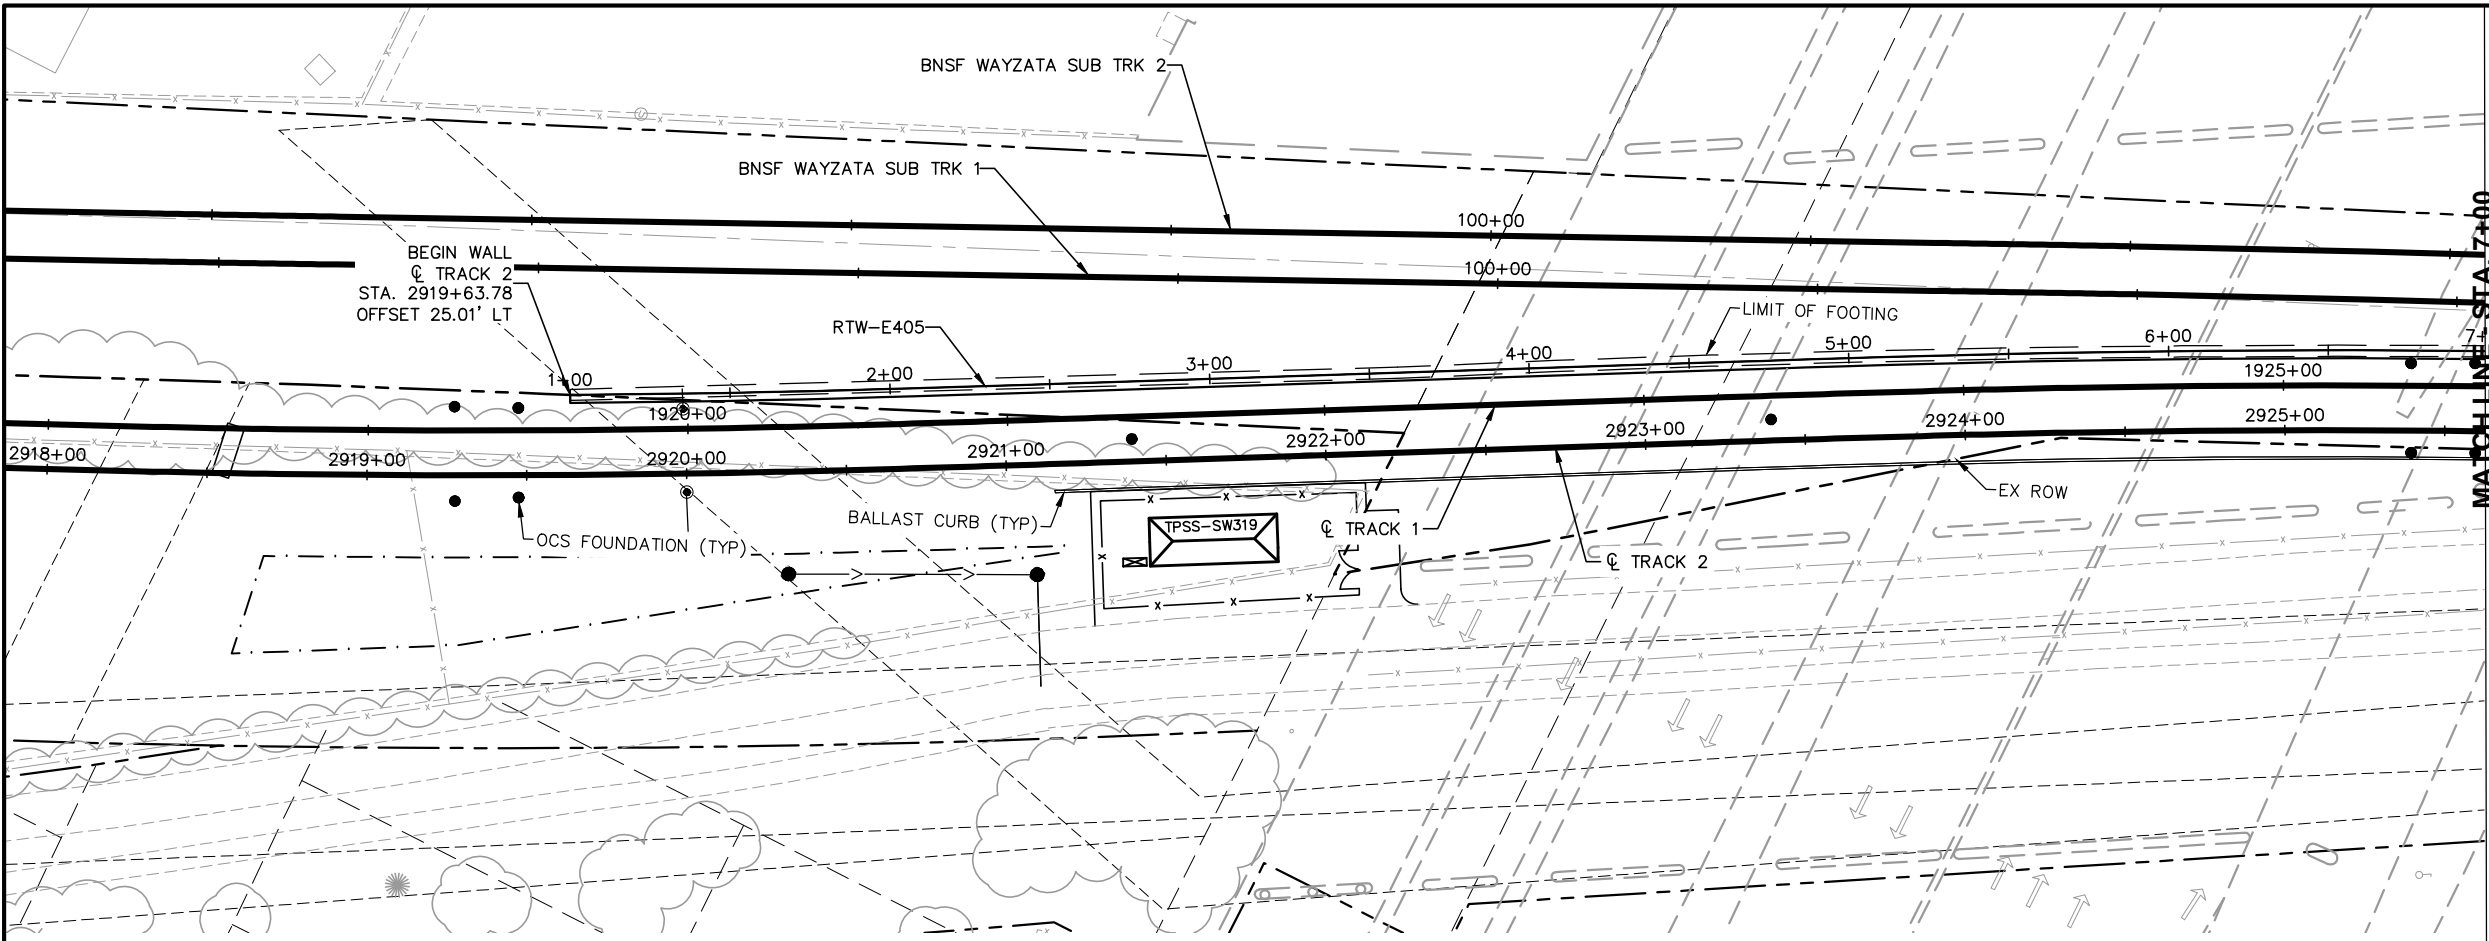 BNSF WAYZATA SUB TRK 2
BNSF WAYZATA SUB TRK 1
100+00
100+00
BEGIN WALL
℄ TRACK 2
STA. 2919+63.78
OFFSET 25.01' LT
RTW-E405
LIMIT OF FOOTING
1+00
2+00
3+00
4+00
5+00
6+00
7+
1920+00
1925+00
2918+00
2919+00
2920+00
2921+00
2922+00
2923+00
2924+00
2925+00
OCS FOUNDATION (TYP)
BALLAST CURB (TYP)
TPSS-SW319
℄ TRACK 1
℄ TRACK 2
EX ROW
MATCHLINE-STA 7+00